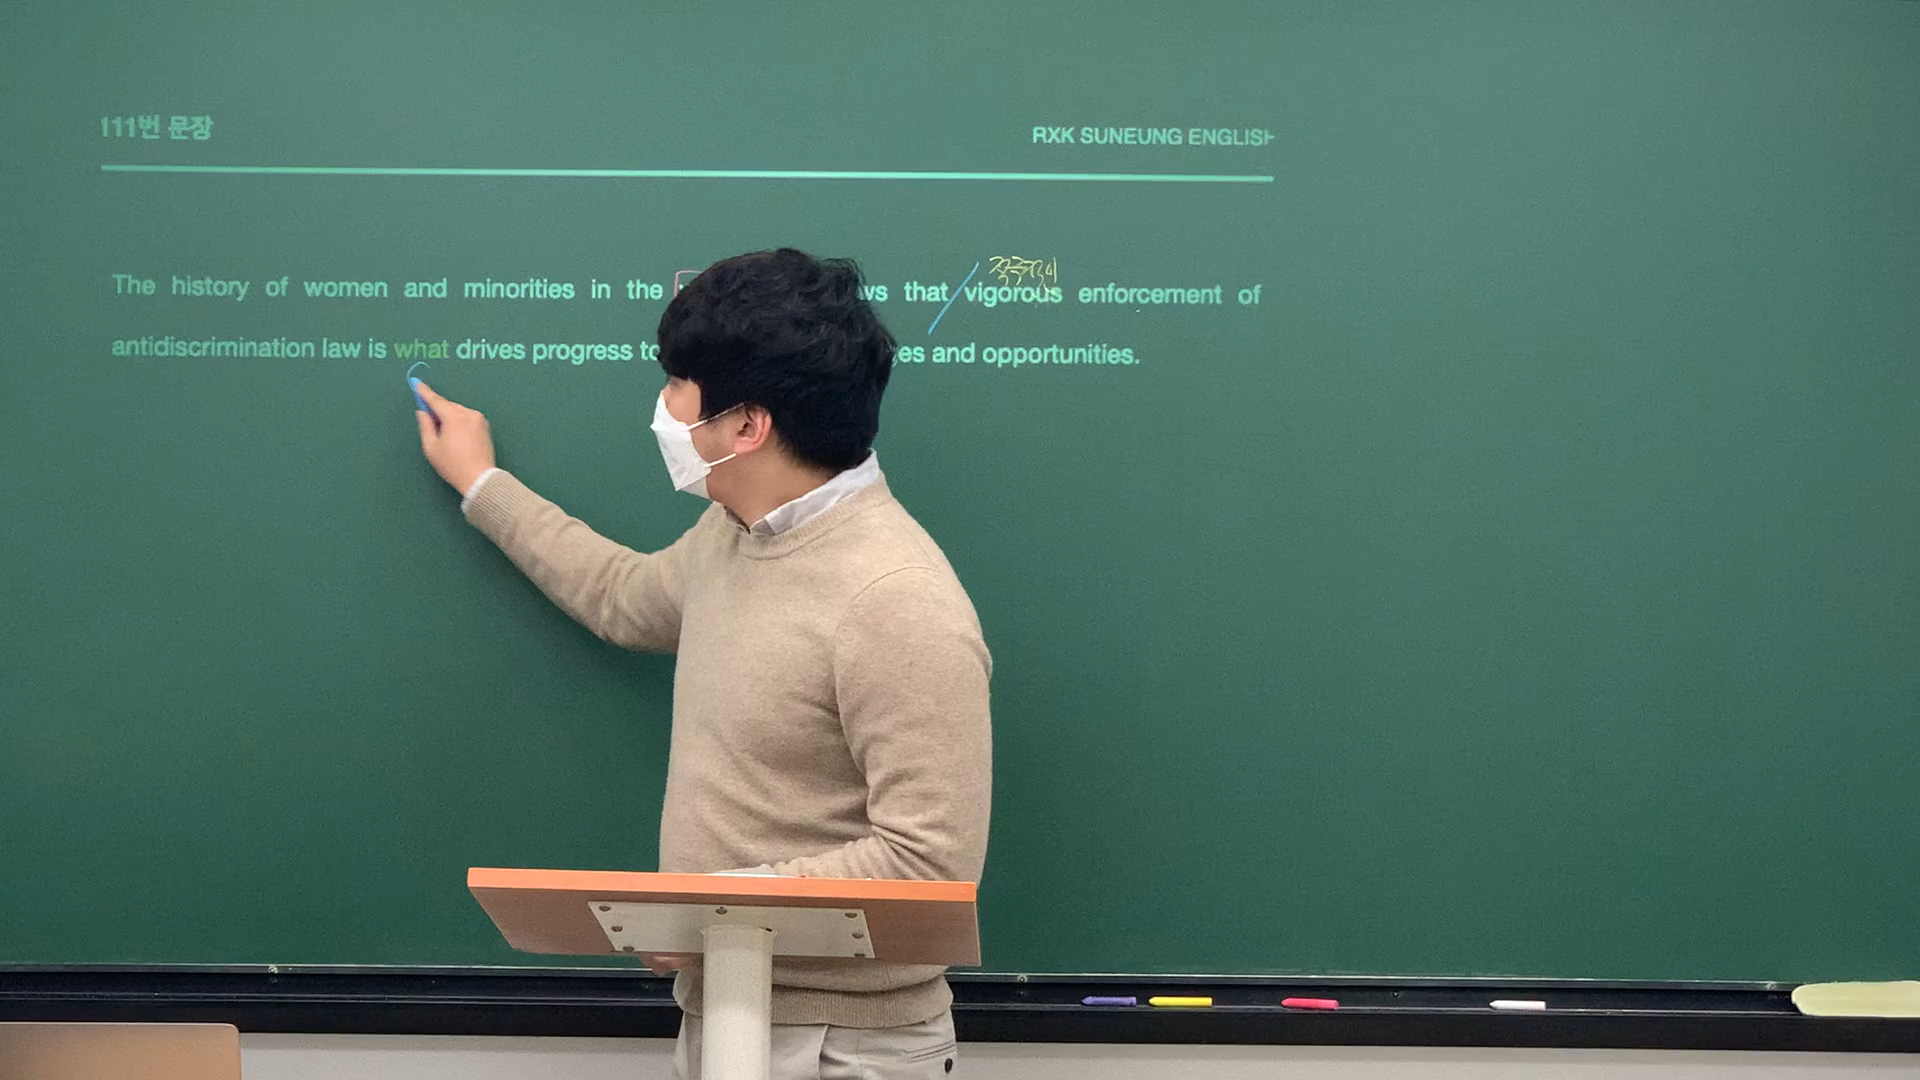 111번 문장
RXK SUNEUNG ENGLISH
적극적인
The history of women and minorities in the that vigorous enforcement of
antidiscrimination law is what drives progress and opportunities.